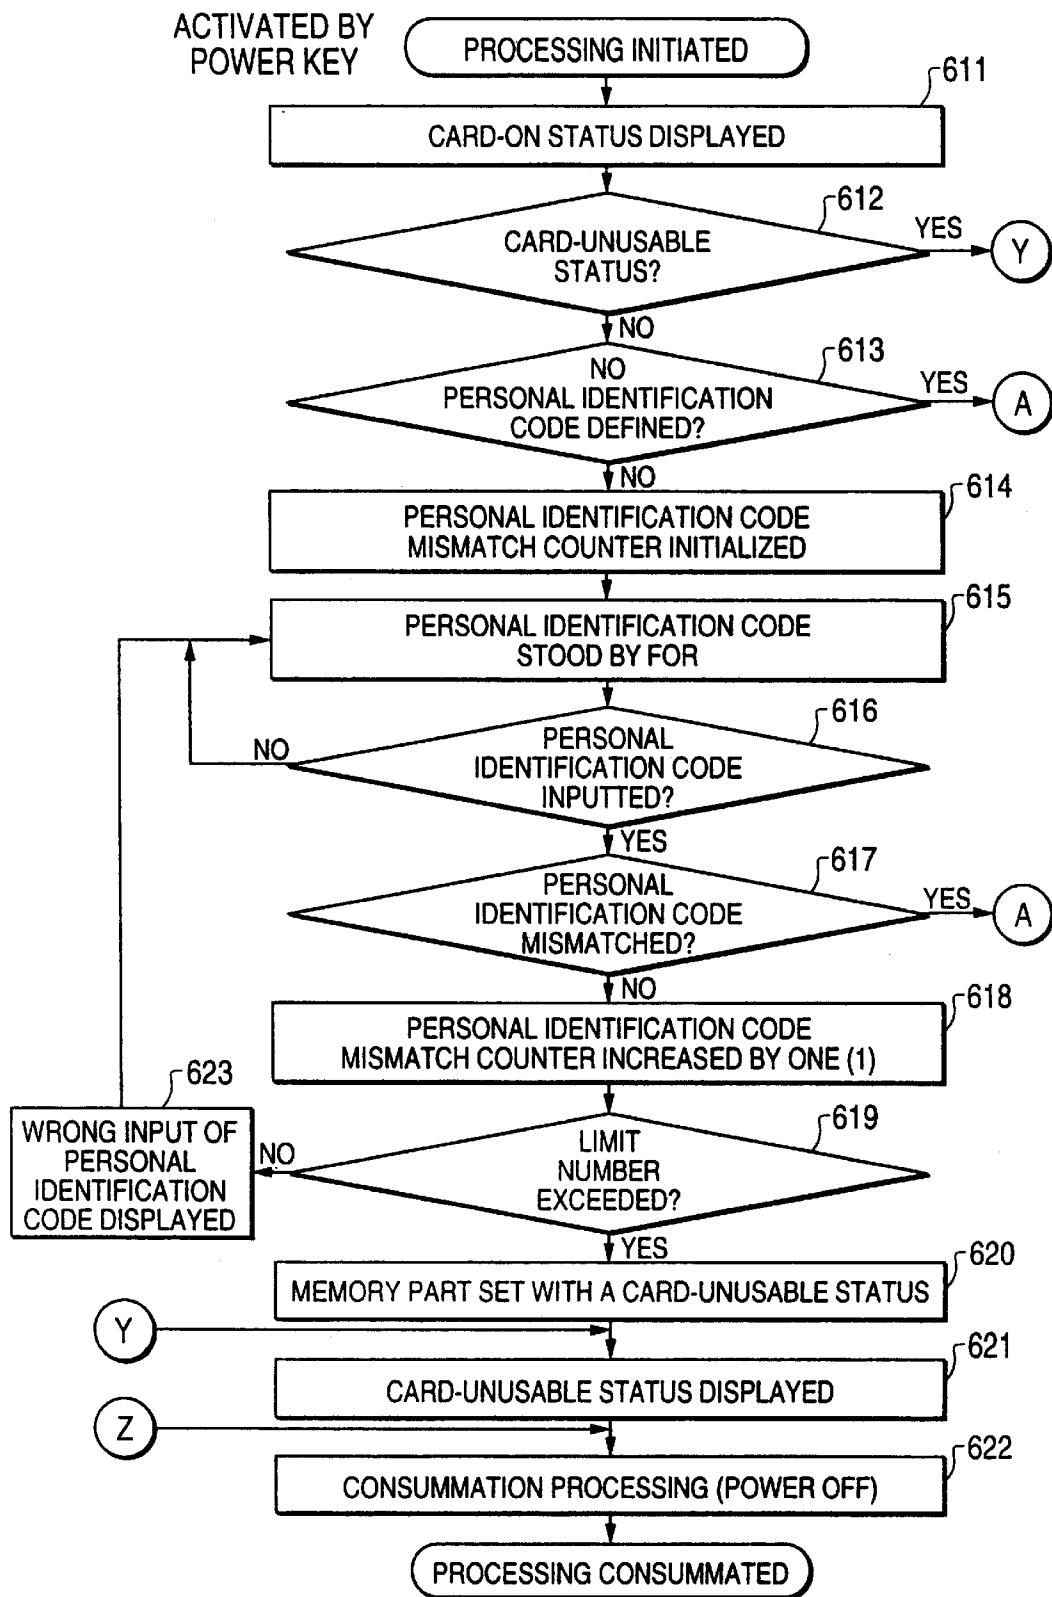 ACTIVATED BY
POWER KEY
PROCESSING INITIATED
611
CARD-ON STATUS DISPLAYED
612
CARD-UNUSABLE
STATUS?
YES
Y
NO
613
NO
PERSONAL IDENTIFICATION
CODE DEFINED?
YES
A
NO
614
PERSONAL IDENTIFICATION CODE
MISMATCH COUNTER INITIALIZED
615
PERSONAL IDENTIFICATION CODE
STOOD BY FOR
616
PERSONAL
IDENTIFICATION CODE
INPUTTED?
NO
YES
617
PERSONAL
IDENTIFICATION CODE
MISMATCHED?
YES
A
NO
618
PERSONAL IDENTIFICATION CODE
MISMATCH COUNTER INCREASED BY ONE (1)
623
WRONG INPUT OF
PERSONAL
IDENTIFICATION
CODE DISPLAYED
NO
619
LIMIT
NUMBER
EXCEEDED?
YES
620
MEMORY PART SET WITH A CARD-UNUSABLE STATUS
Y
621
CARD-UNUSABLE STATUS DISPLAYED
Z
622
CONSUMMATION PROCESSING (POWER OFF)
PROCESSING CONSUMMATED